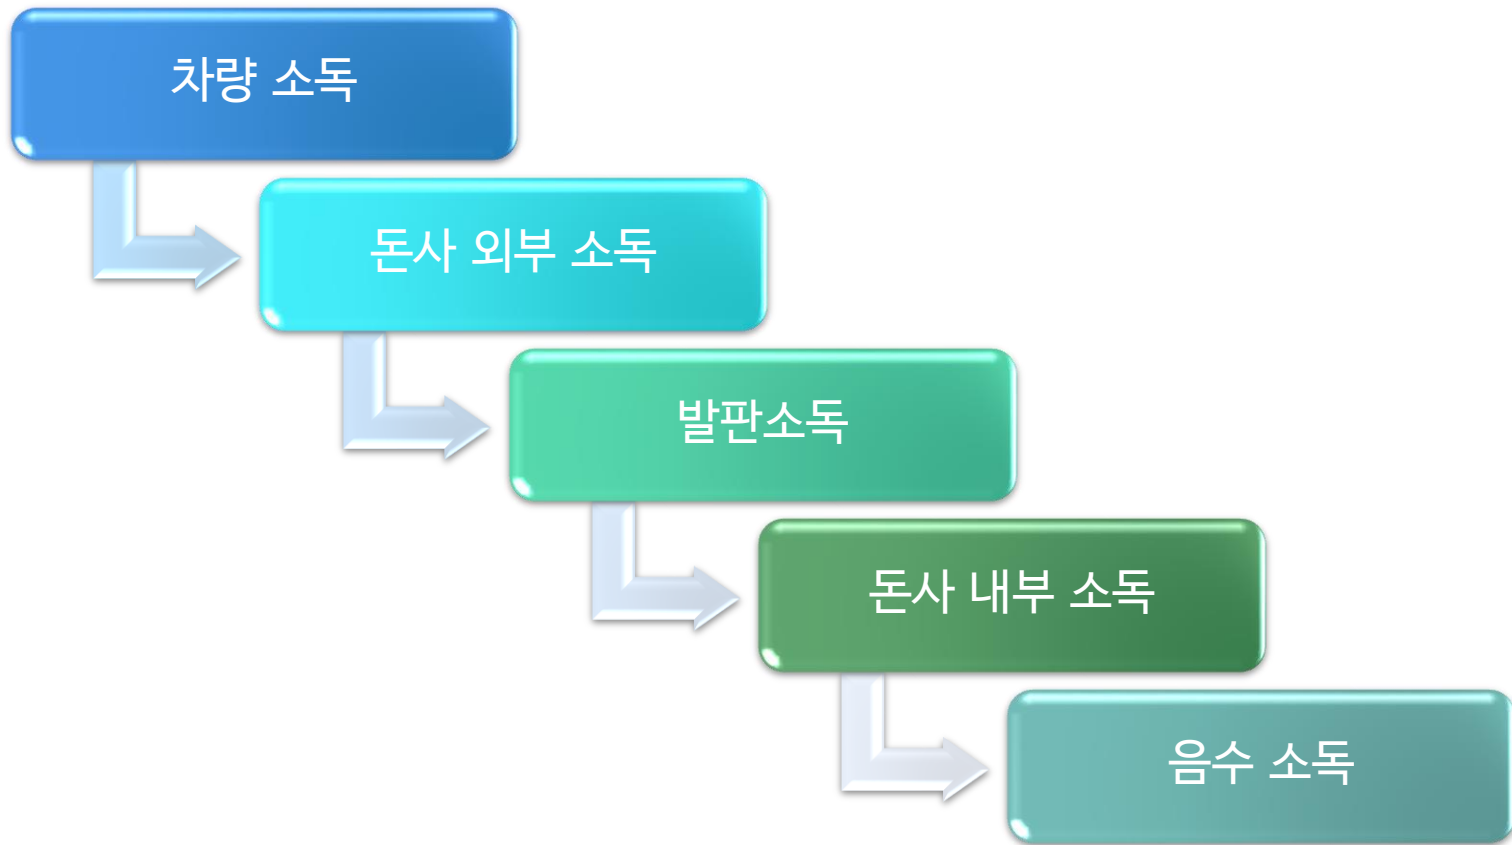 차량 소독
돈사 외부 소독
발판소독
돈사 내부 소독
음수 소독